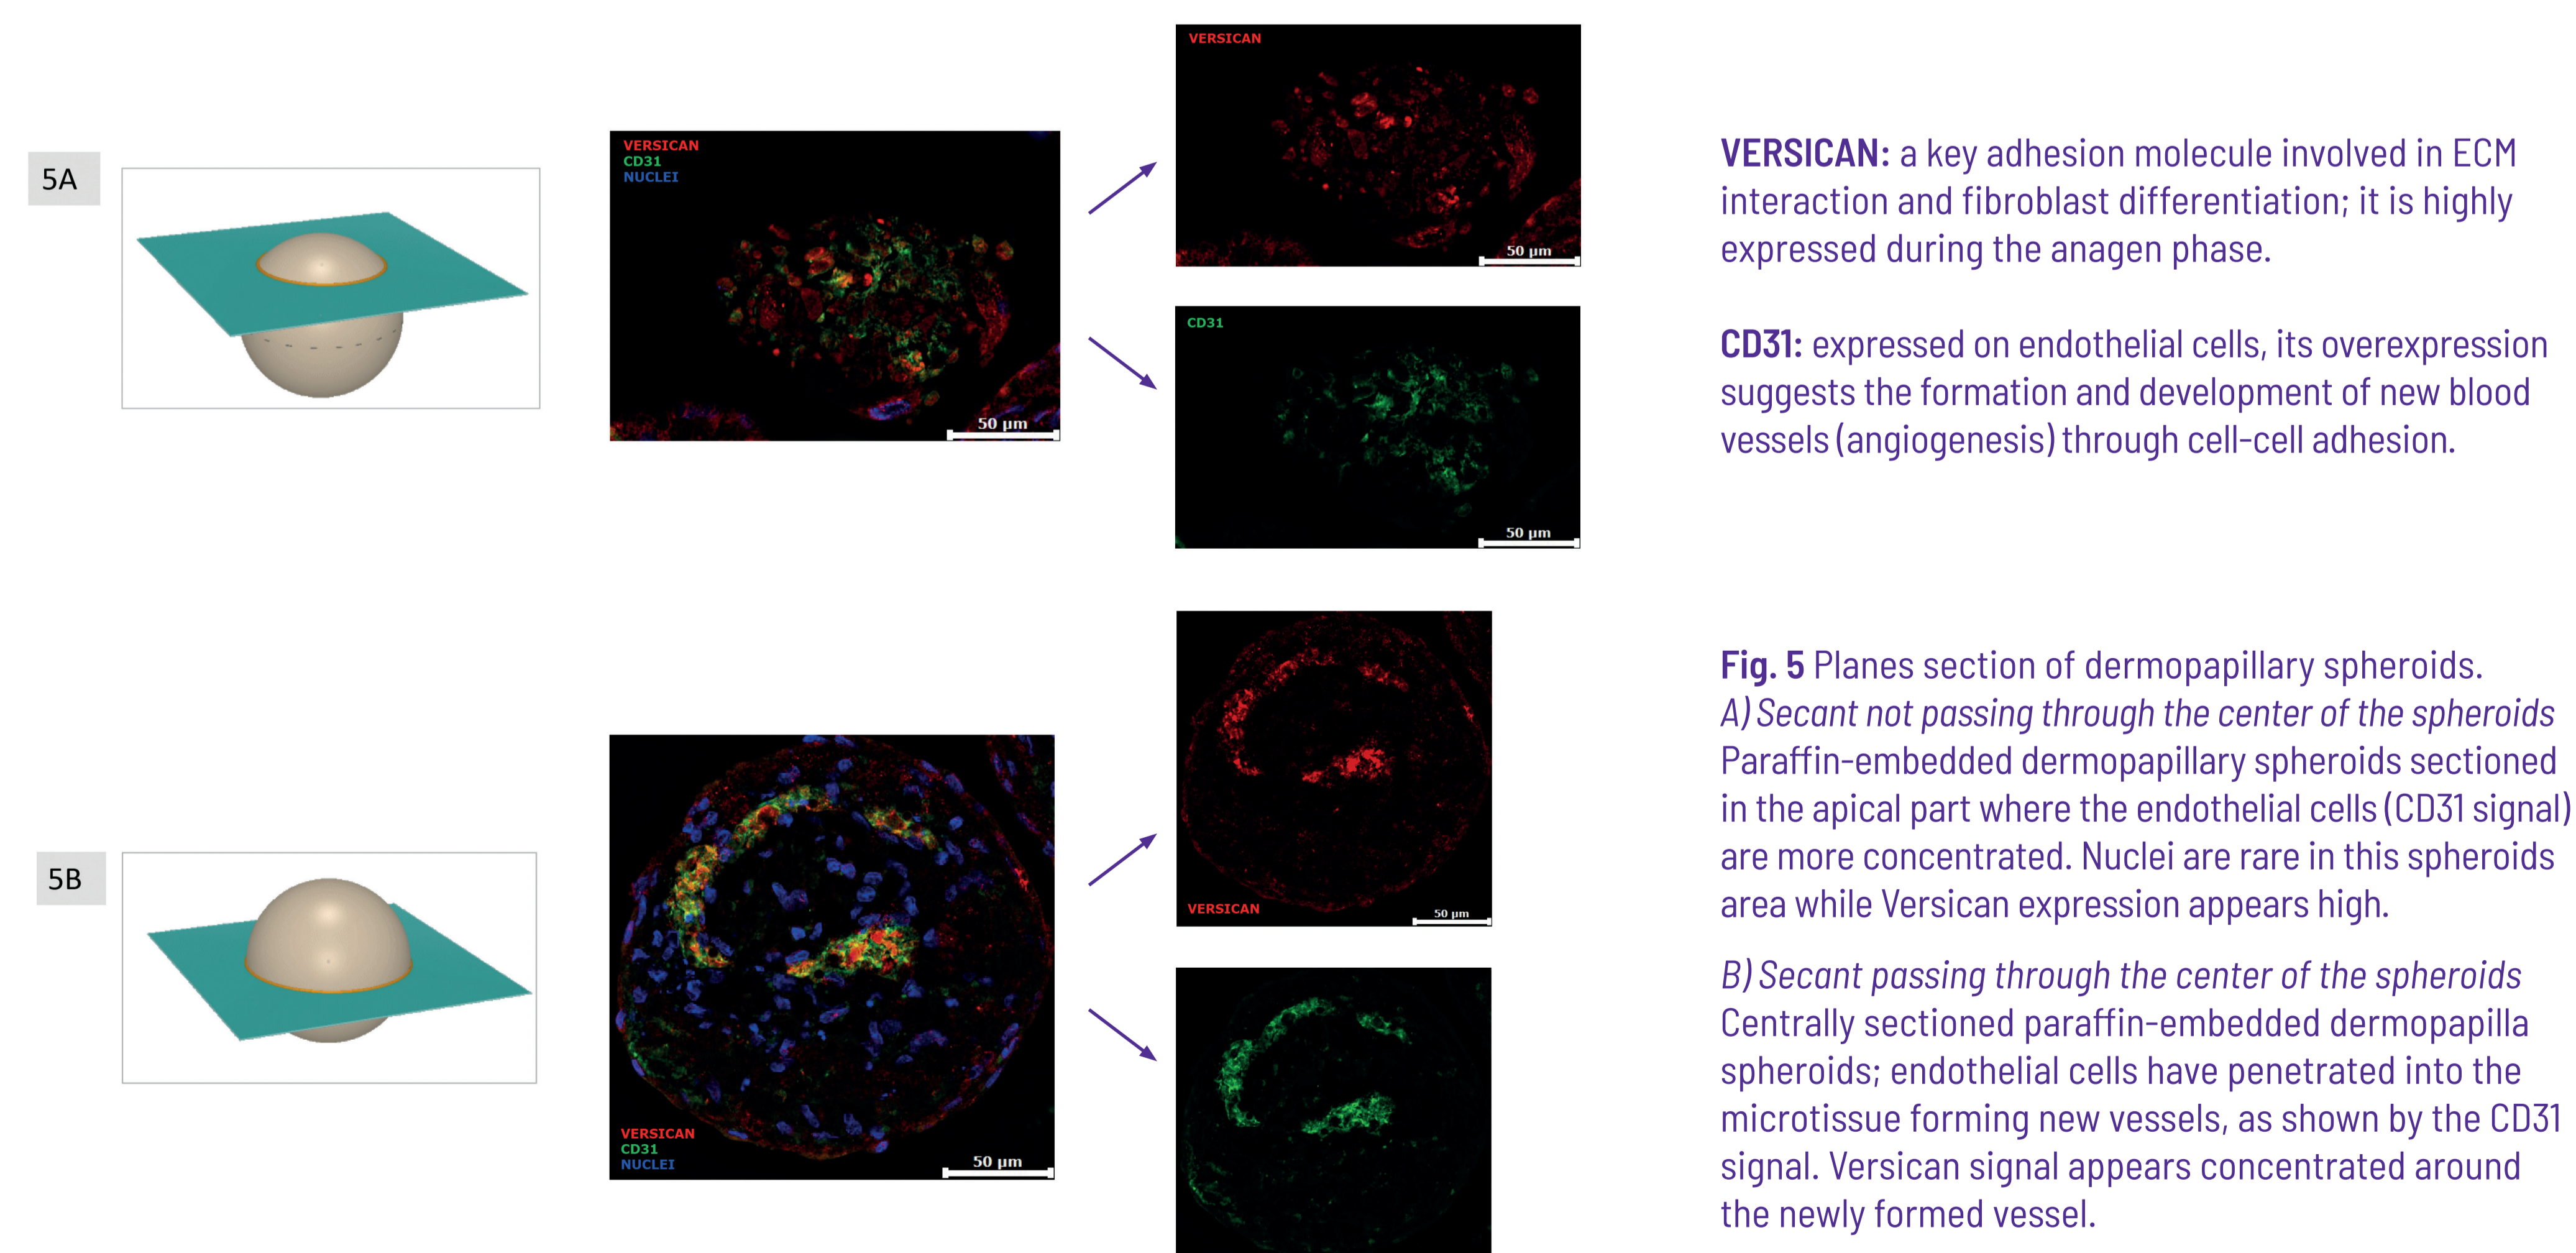 5A
VERSICAN
CD31
NUCLEI
50 µm
VERSICAN
50 µm
CD31
50 µm
VERSICAN: a key adhesion molecule involved in ECM
interaction and fibroblast differentiation; it is highly
expressed during the anagen phase.
CD31: expressed on endothelial cells, its overexpression
suggests the formation and development of new blood
vessels (angiogenesis) through cell-cell adhesion.
5B
VERSICAN
CD31
NUCLEI
50 µm
VERSICAN
50 µm
Fig. 5 Planes section of dermopapillary spheroids.
A) Secant not passing through the center of the spheroids
Paraffin-embedded dermopapillary spheroids sectioned
in the apical part where the endothelial cells (CD31 signal)
are more concentrated. Nuclei are rare in this spheroids
area while Versican expression appears high.
B) Secant passing through the center of the spheroids
Centrally sectioned paraffin-embedded dermopapilla
spheroids; endothelial cells have penetrated into the
microtissue forming new vessels, as shown by the CD31
signal. Versican signal appears concentrated around
the newly formed vessel.